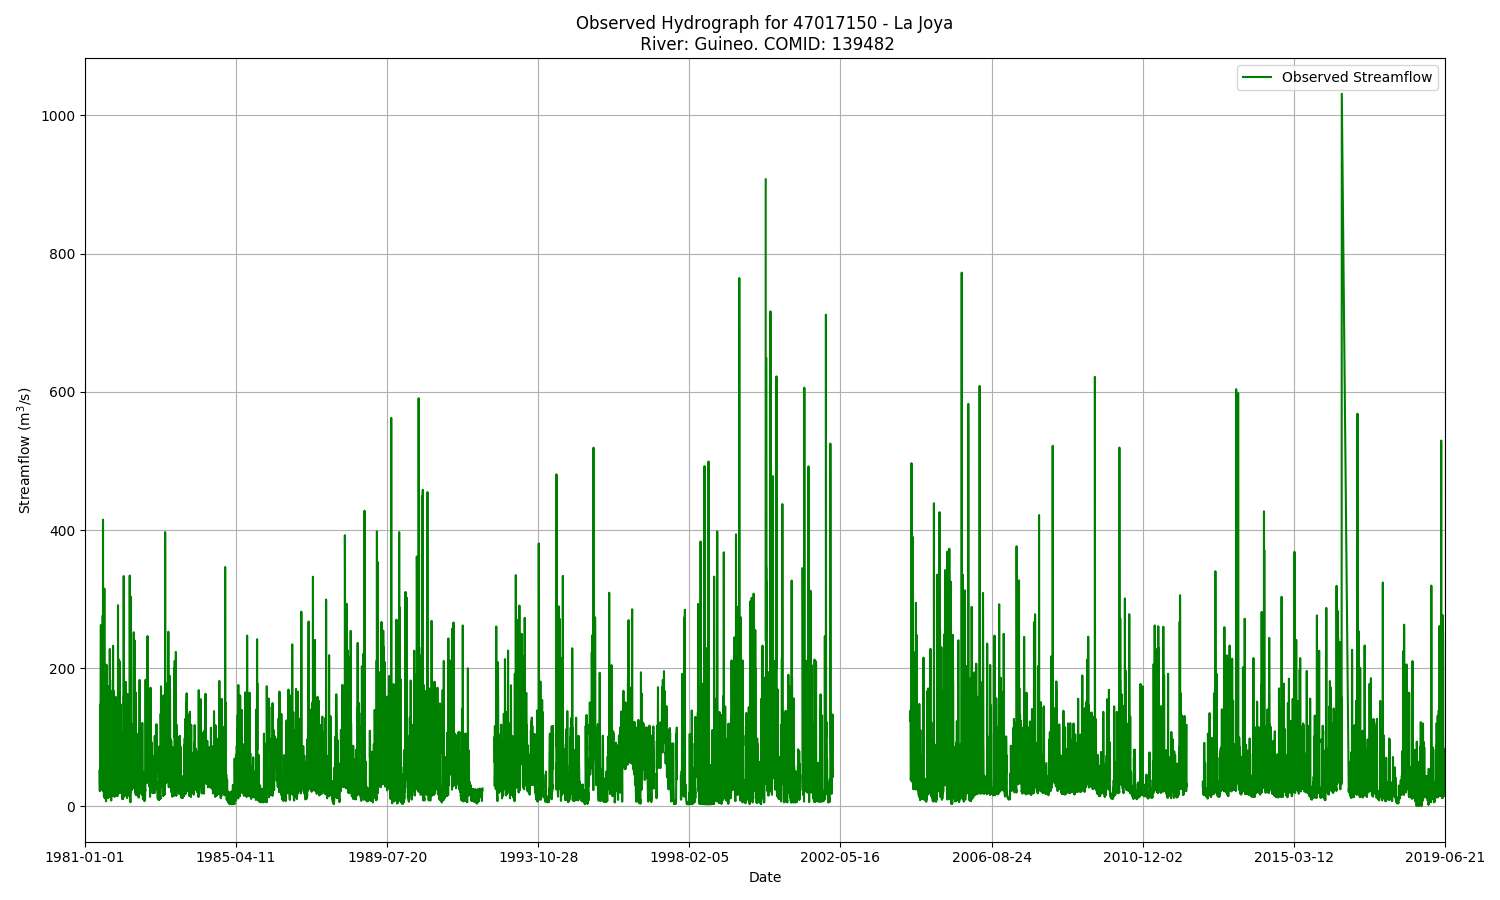 Observed Hydrograph for 47017150 - La Joya
River: Guineo. COMID: 139482
Observed Streamflow
1000
800
600
400
200
0
Streamflow (m³/s)
1981-01-01 1985-04-11 1989-07-20 1993-10-28 1998-02-05 2002-05-16 2006-08-24 2010-12-02 2015-03-12 2019-06-21
Date